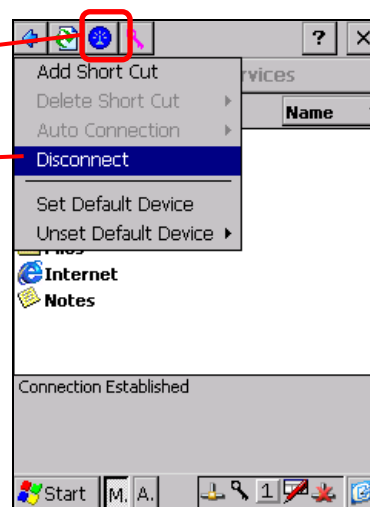 ?
Add Short Cut
rvices
Delete Short Cut
Name
Auto Connection
Disconnect
Set Default Device
Unset Default Device
Internet
Notes
Connection Established
Start M. A. 1